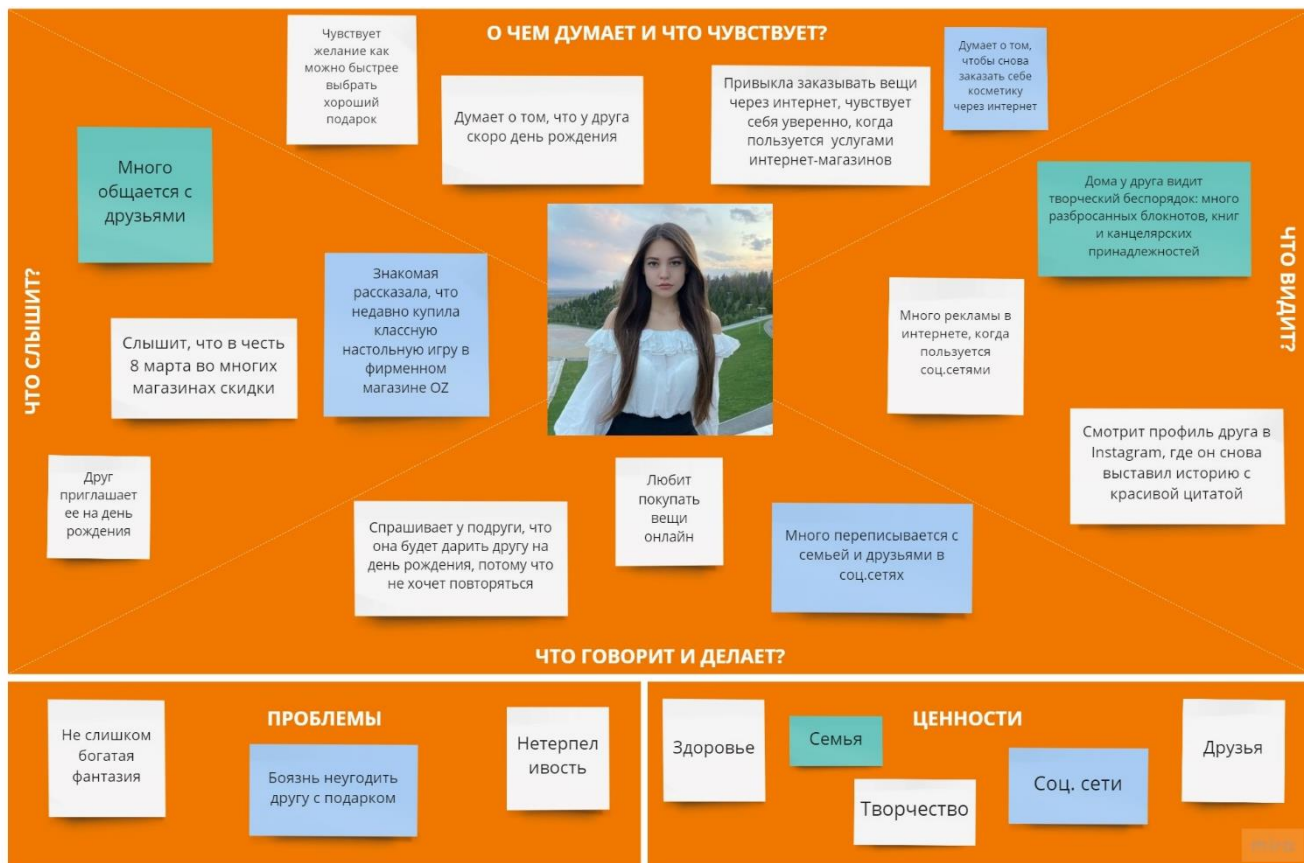 О ЧЕМ ДУМАЕТ И ЧТО ЧУВСТВУЕТ?
Чувствует
желание как
можно быстрее
выбрать
хороший
подарок
Думает о том, что у друга
скоро день рождения
Привыкла заказывать вещи
через интернет, чувствует
себя уверенно, когда
пользуется услугами
интернет-магазинов
Думает о том,
чтобы снова
заказать себе
косметику
через интернет
ЧТО СЛЫШИТ?
Много
общается с
друзьями
Знакомая
рассказала, что
недавно купила
классную
настольную игру в
фирменном
магазине OZ
Слышит, что в честь
8 марта во многих
магазинах скидки
Друг
приглашает
ее на день
рождения
ЧТО ВИДИТ?
Дома у друга видит
творческий беспорядок: много
разбросанных блокнотов, книг
и канцелярских
принадлежностей
Много рекламы в
интернете, когда
пользуется
соц.сетями
Смотрит профиль друга в
Instagram, где он снова
выставил историю с
красивой цитатой
Спрашивает у подруги, что
она будет дарить другу на
день рождения, потому что
не хочет повторяться
Любит
покупать
вещи
онлайн
Много переписывается с
семьей и друзьями в
соц.сетях
ЧТО ГОВОРИТ И ДЕЛАЕТ?
ПРОБЛЕМЫ
Не слишком
богатая
фантазия
Боязнь неугодить
другу с подарком
Нетерпел
ивость
ЦЕННОСТИ
Здоровье
Семья
Творчество
Соц. сети
Друзья